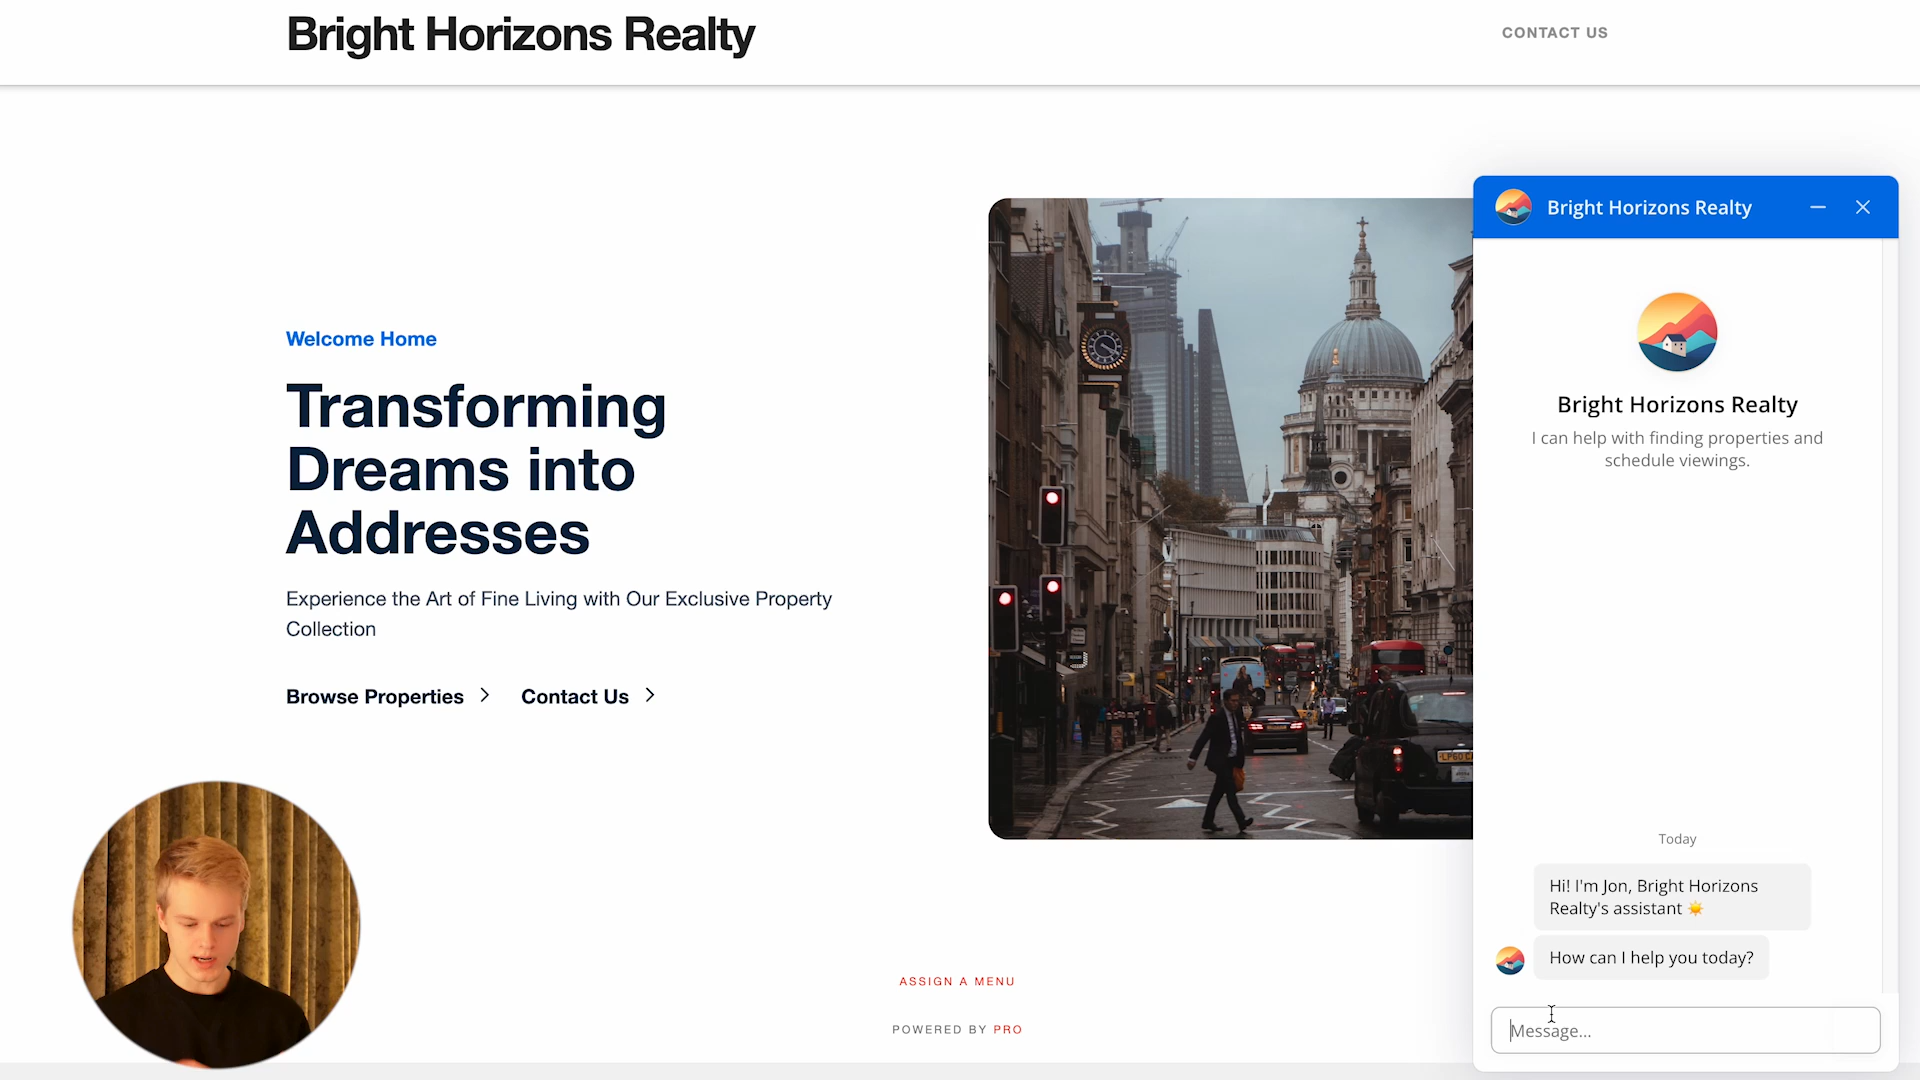 Bright Horizons Realty
CONTACT US
Welcome Home
Transforming
Dreams into
Addresses
Experience the Art of Fine Living with Our Exclusive Property
Collection
Browse Properties
Contact Us
ASSIGN A MENU
POWERED BY PRO
Bright Horizons Realty
Bright Horizons Realty
I can help with finding properties and
schedule viewings.
Today
Hi! I'm Jon, Bright Horizons
Realty's assistant ☀️
How can I help you today?
Message...